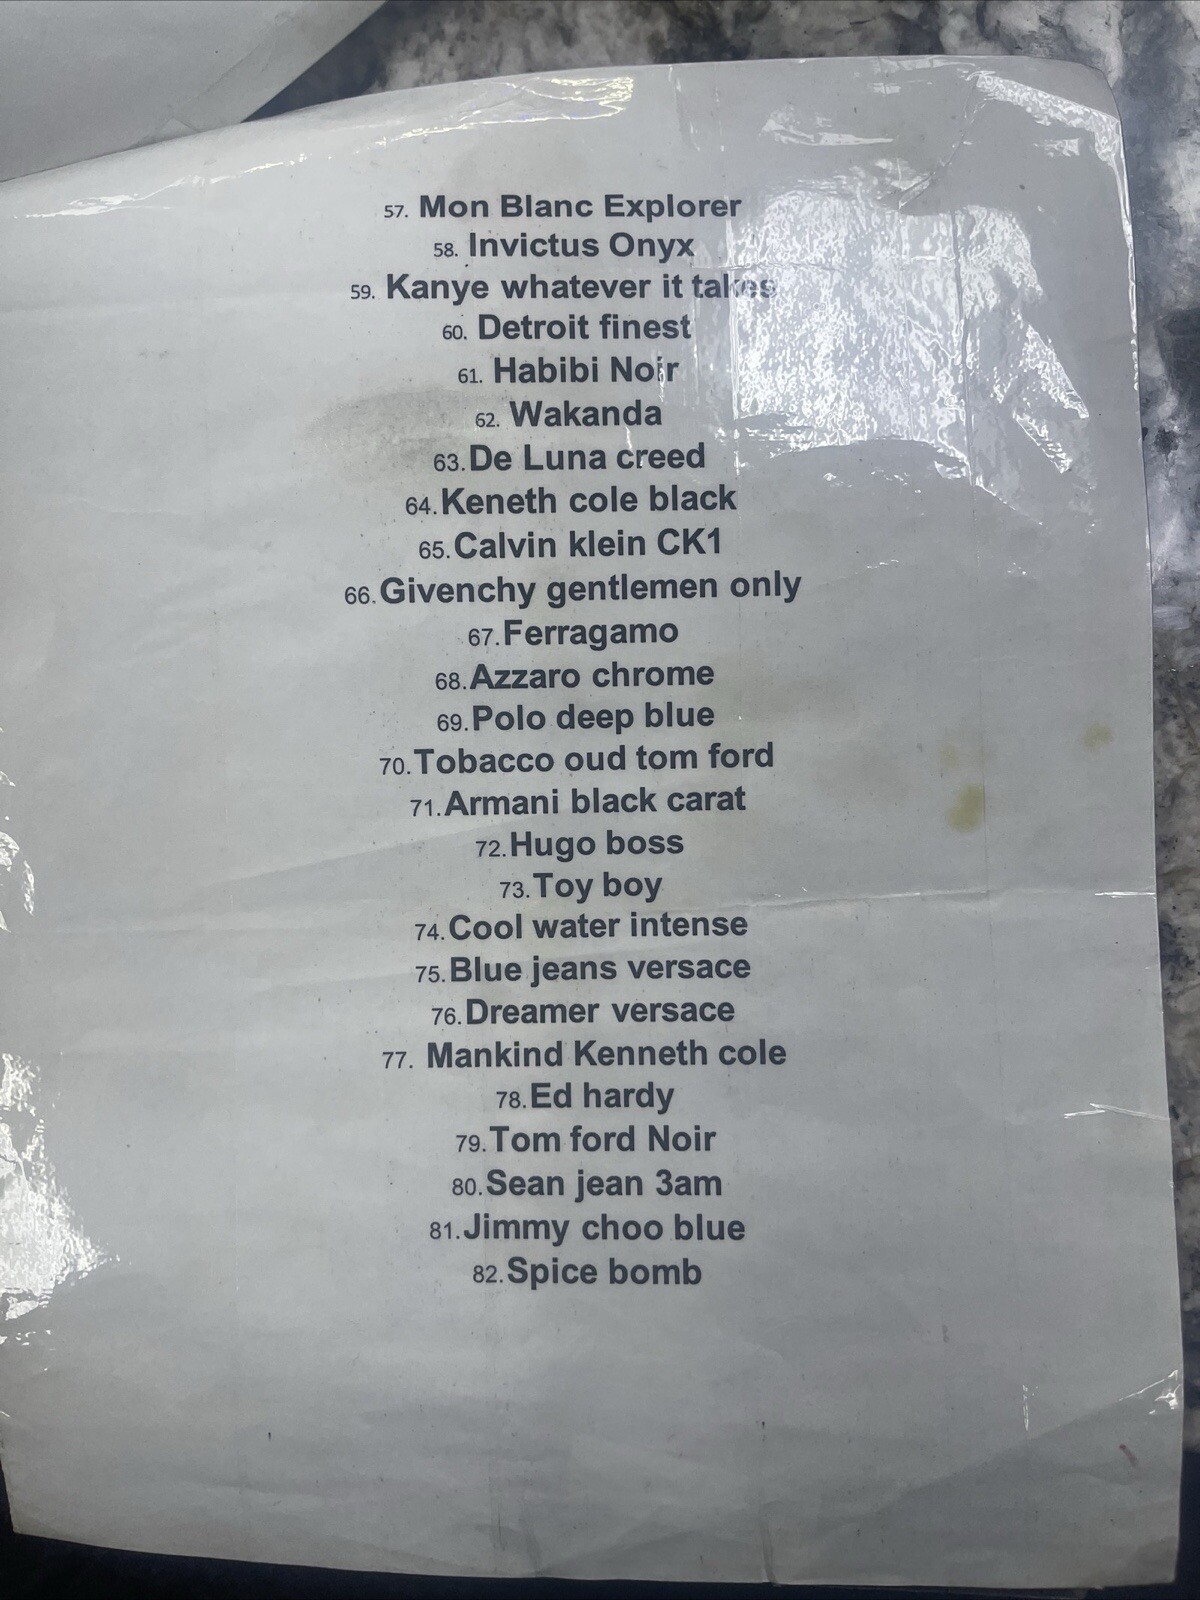 57. Mon Blanc Explorer
58. Invictus Onyx
59. Kanye whatever it takes
60. Detroit finest
61. Habibi Noir
62. Wakanda
63. De Luna creed
64. Keneth cole black
65. Calvin klein CK1
66. Givenchy gentlemen only
67. Ferragamo
68. Azzaro chrome
69. Polo deep blue
70. Tobacco oud tom ford
71. Armani black carat
72. Hugo boss
73. Toy boy
74. Cool water intense
75. Blue jeans versace
76. Dreamer versace
77. Mankind Kenneth cole
78. Ed hardy
79. Tom ford Noir
80. Sean jean 3am
81. Jimmy choo blue
82. Spice bomb